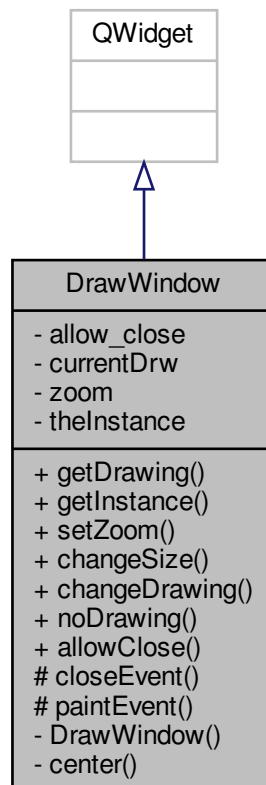 QWidget
DrawWindow
- allow_close
- currentDrw
- zoom
- theInstance
+ getDrawing()
+ getInstance()
+ setZoom()
+ changeSize()
+ changeDrawing()
+ noDrawing()
+ allowClose()
# closeEvent()
# paintEvent()
- DrawWindow()
- center()